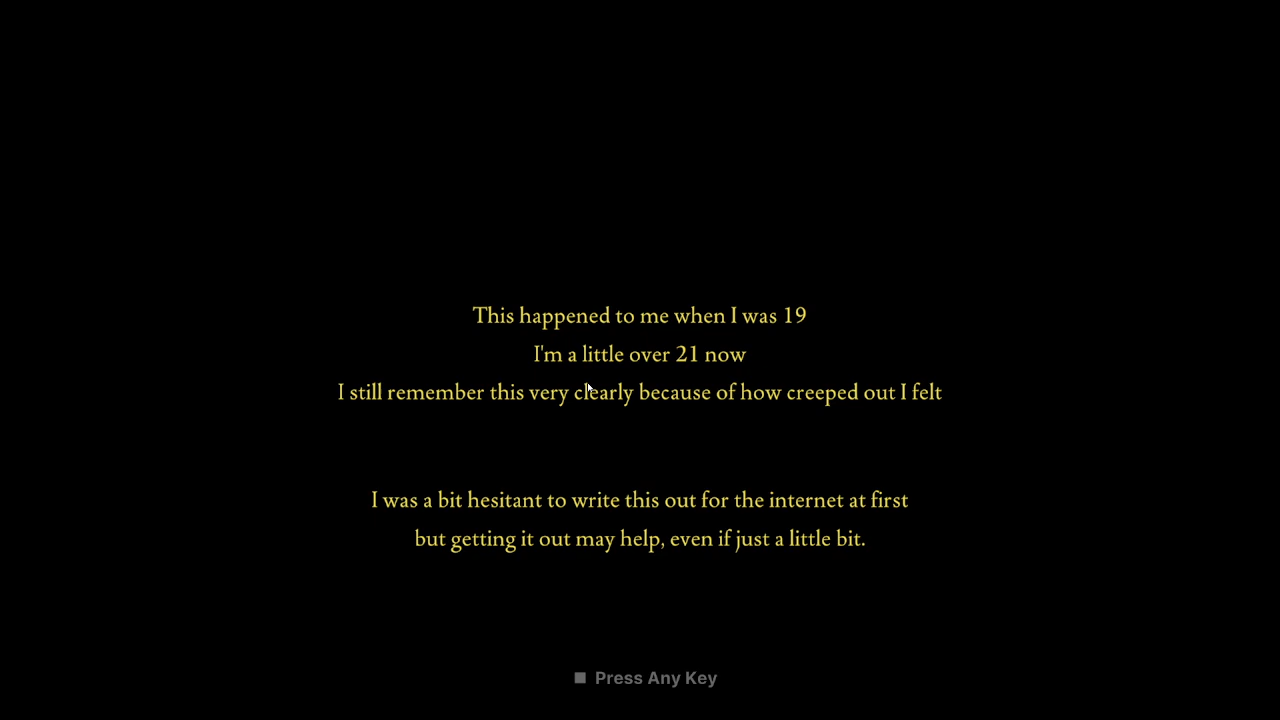 This happened to me when I was 19
I'm a little over 21 now
I still remember this very clearly because of how creeped out I felt
I was a bit hesitant to write this out for the internet at first
but getting it out may help, even if just a little bit.
Press Any Key